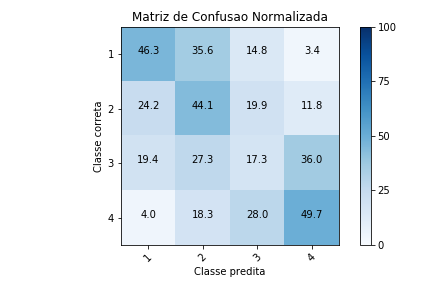 Matriz de Confusao Normalizada
Classe correta
1 46.3 35.6 14.8 3.4
2 24.2 44.1 19.9 11.8
3 19.4 27.3 17.3 36.0
4 4.0 18.3 28.0 49.7
1 2 3 4
Classe predita
100
75
50
25
0